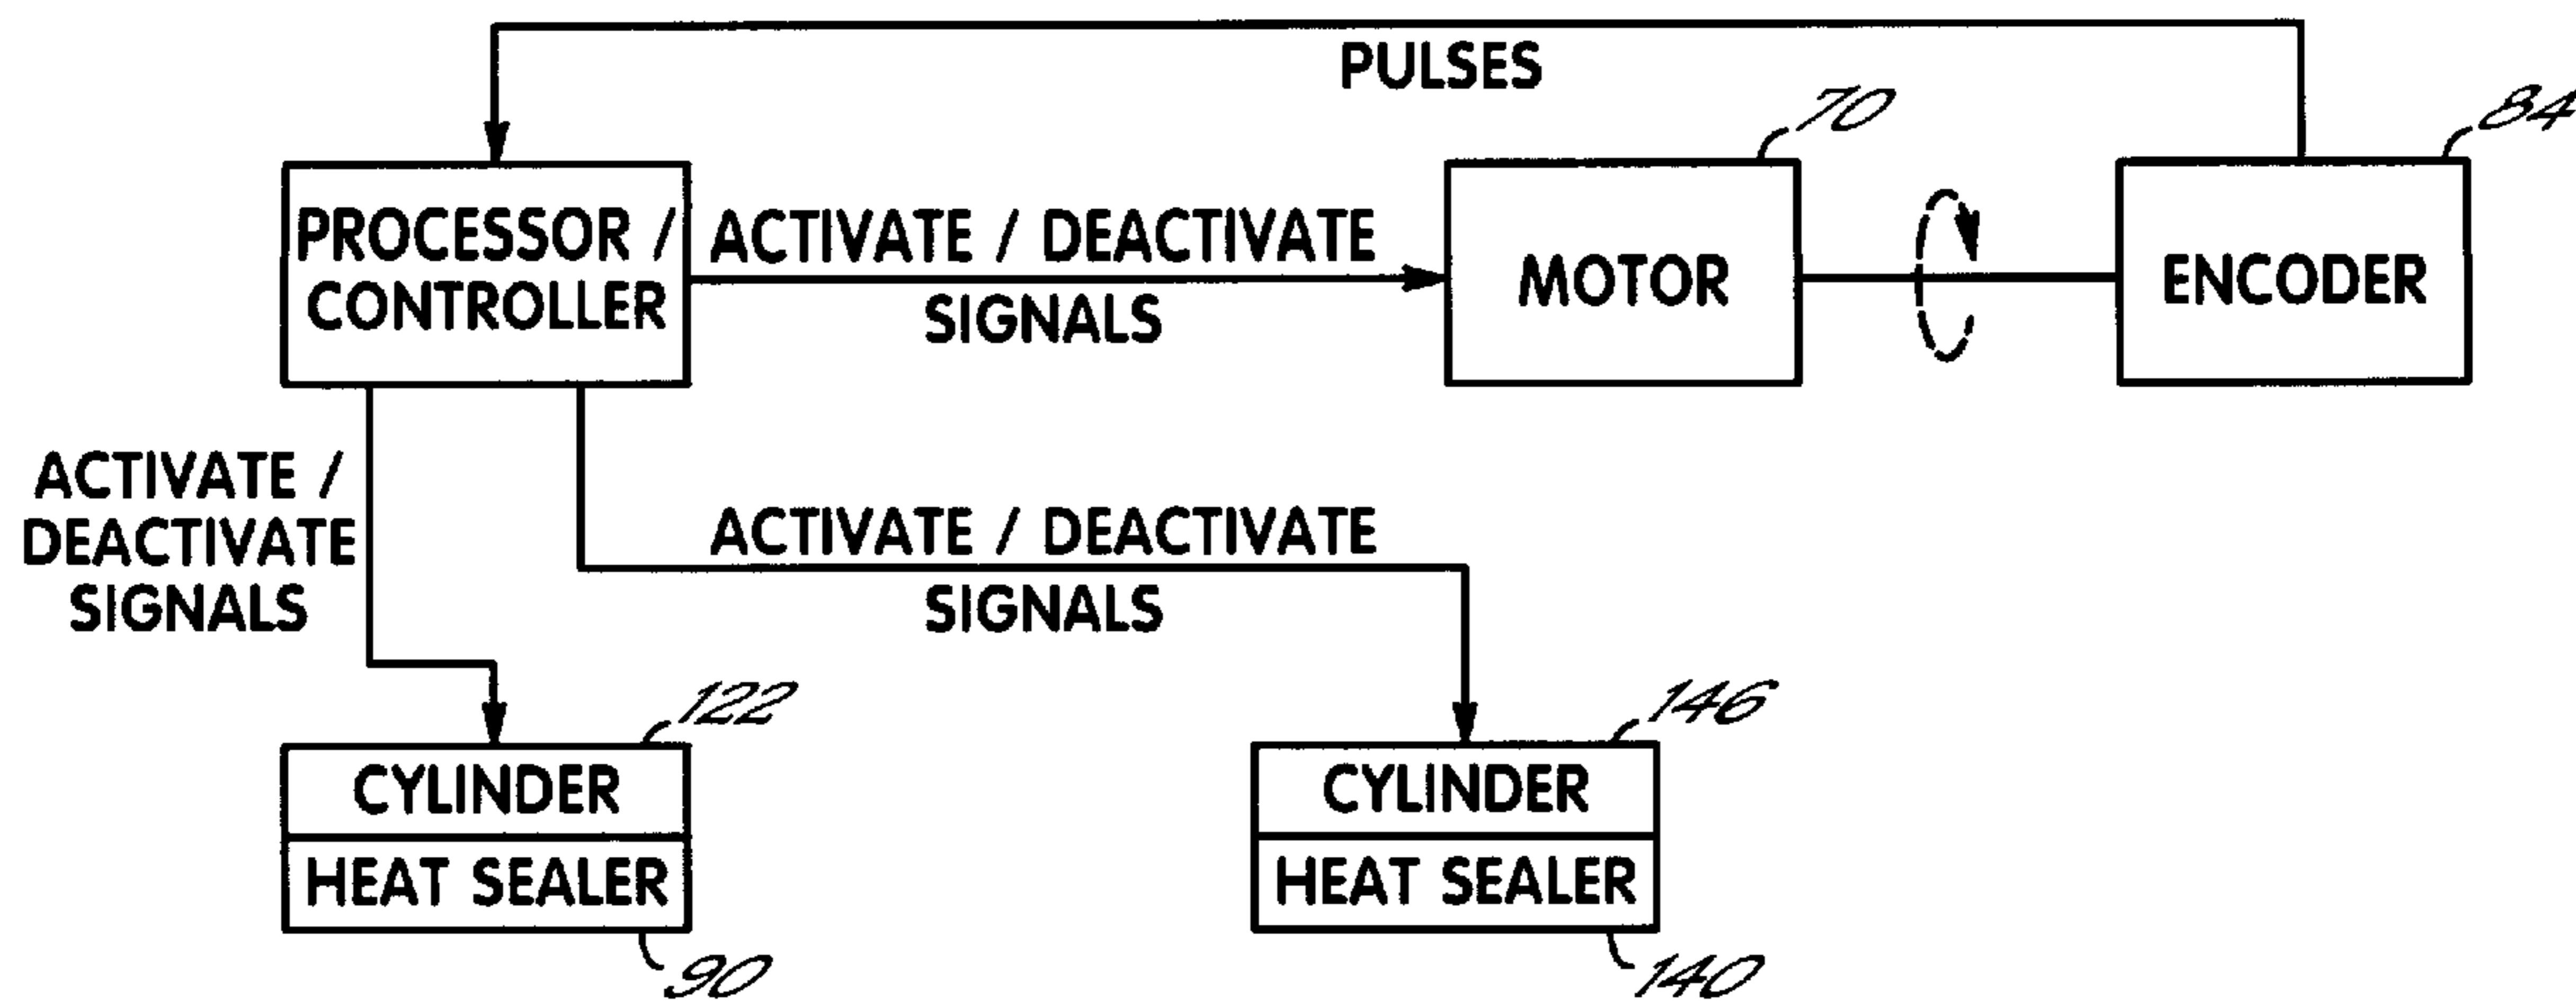 PULSES
70
84
PROCESSOR /
CONTROLLER
ACTIVATE / DEACTIVATE
SIGNALS
MOTOR
ENCODER
ACTIVATE /
DEACTIVATE
SIGNALS
ACTIVATE / DEACTIVATE
SIGNALS
122
146
CYLINDER
HEAT SEALER
CYLINDER
HEAT SEALER
90
140